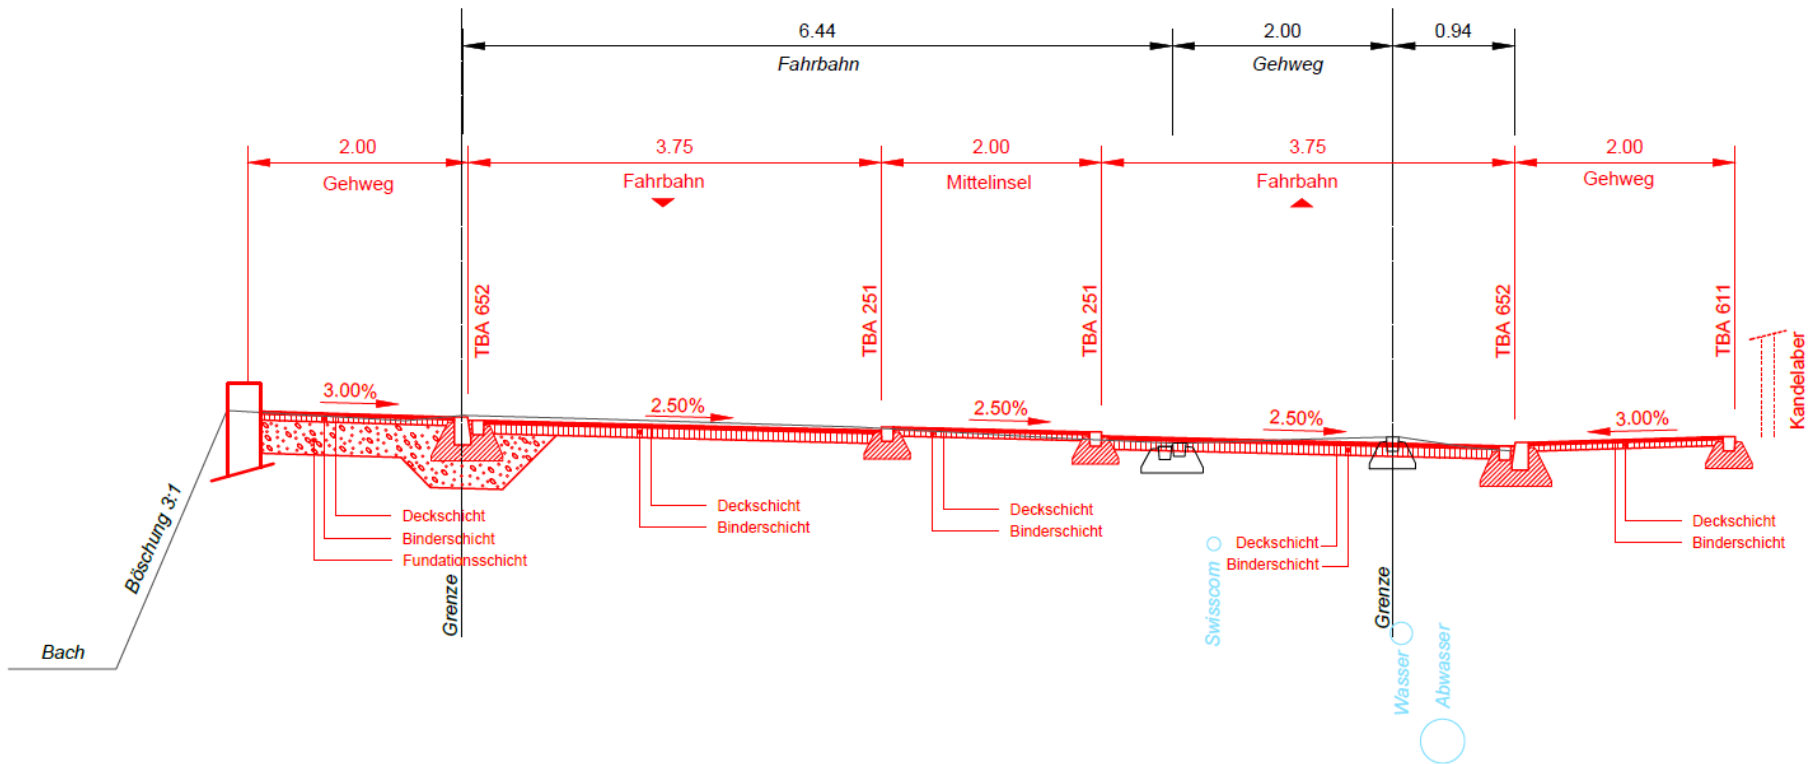 6.44
2.00
0.94
Fahrbahn
Gehweg
2.00
3.75
2.00
3.75
2.00
Gehweg
Fahrbahn
Mittelinsel
Fahrbahn
Gehweg
TBA 652
TBA 251
TBA 251
TBA 652
TBA 611
Kandelaber
3.00%
2.50%
2.50%
2.50%
3.00%
Böschung 3:1
Bach
Deckschicht
Binderschicht
Fundationsschicht
Grenze
Deckschicht
Binderschicht
Deckschicht
Binderschicht
Swisscom
Deckschicht
Binderschicht
Grenze
Wasser
Abwasser
Deckschicht
Binderschicht